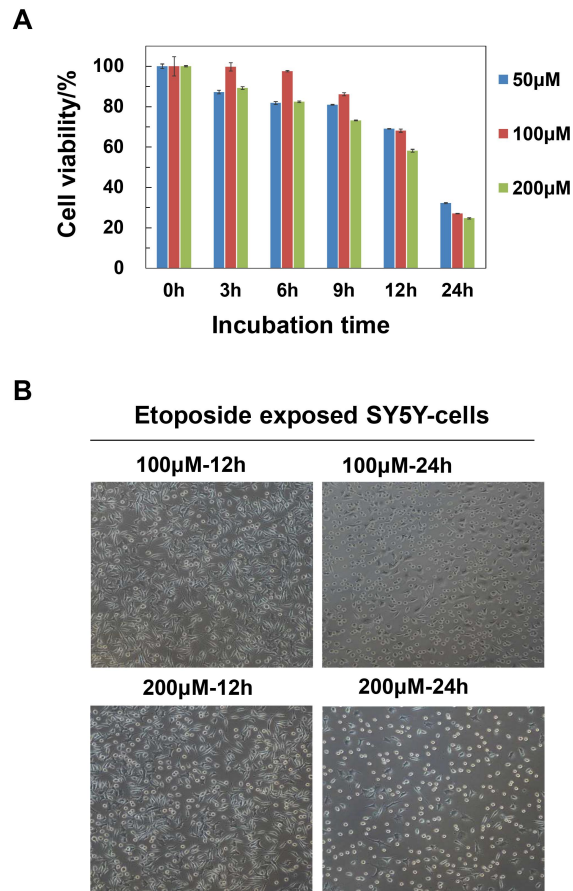 A
Cell viability/%
100
80
60
40
20
0
0h 3h 6h 9h 12h 24h
Incubation time
50μM
100μM
200μM
B
Etoposide exposed SY5Y-cells
100μM-12h 100μM-24h
200μM-12h 200μM-24h